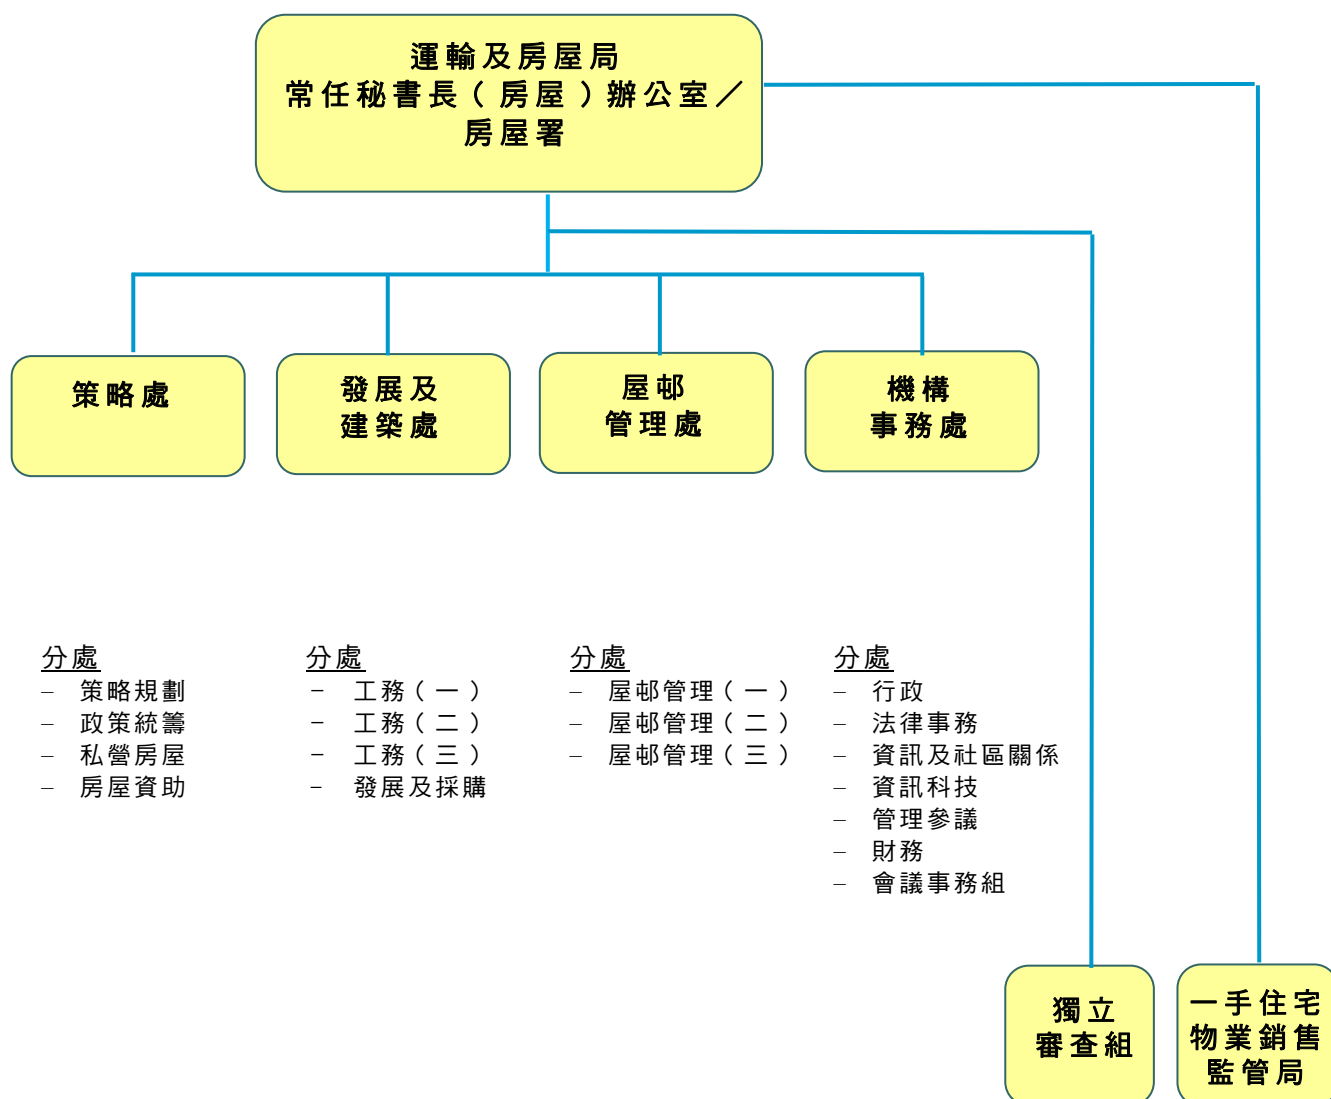 運輸及房屋局
常任秘書長（房屋）辦公室／
房屋署
策略處
發展及
建築處
屋邨
管理處
機構
事務處
分處
– 策略規劃
– 政策統籌
– 私營房屋
– 房屋資助
分處
– 工務（一）
– 工務（二）
– 工務（三）
– 發展及採購
分處
– 屋邨管理（一）
– 屋邨管理（二）
– 屋邨管理（三）
分處
– 行政
– 法律事務
– 資訊及社區關係
– 資訊科技
– 管理參議
– 財務
– 會議事務組
獨立
審查組
一手住宅
物業銷售
監管局